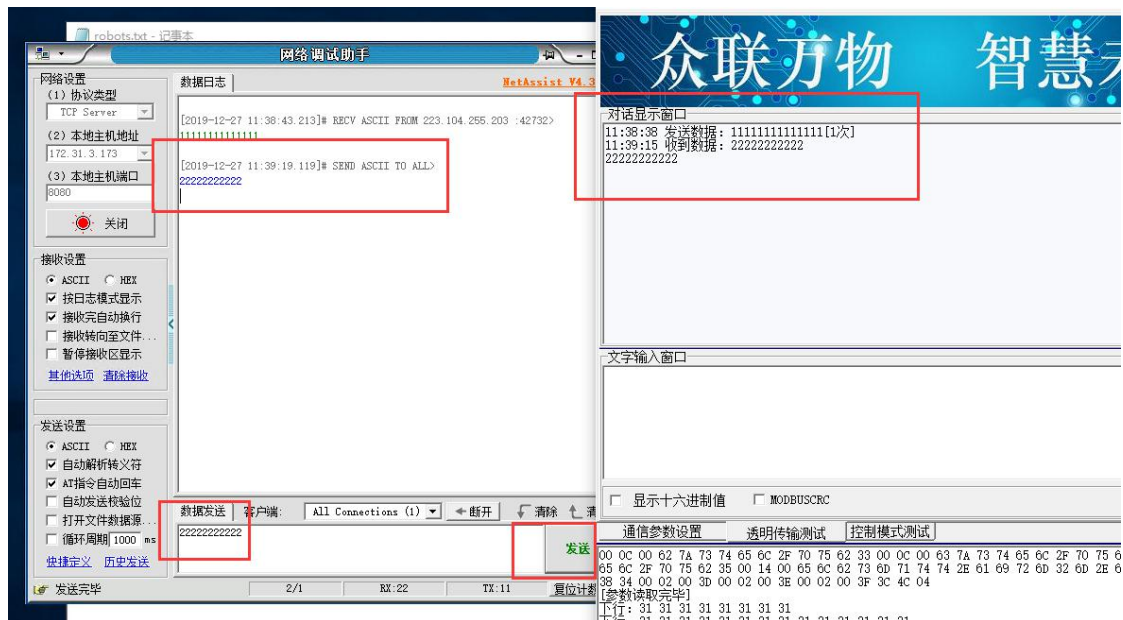 robots.txt - 记事本
网络调试助手
网络设置
(1) 协议类型
TCP Server
(2) 本地主机地址
172.31.3.173
(3) 本地主机端口
8080
关闭
接收设置
ASCII HEX
按日志模式显示
接收完自动换行
接收转向至文件...
暂停接收区显示
其他选项 清除接收
发送设置
ASCII HEX
自动解析转义符
AT指令自动回车
自动发送校验位
打开文件数据源...
循环周期 1000 ms
快捷定义 历史发送
数据日志
NetAssist V4.3
[2019-12-27 11:38:43.213]# RECV ASCII FROM 223.104.255.203 :42732>
11111111111111
[2019-12-27 11:39:19.119]# SEND ASCII TO ALL>
22222222222
数据发送 客户端: All Connections (1) 断开 清除 清
22222222222
发送
发送完毕 2/1 RX:22 TX:11 复位计数
众联万物 智慧
对话显示窗口
11:38:38 发送数据: 11111111111111[1次]
11:39:15 收到数据: 22222222222
22222222222
文字输入窗口
显示十六进制值 MODBUSCRC
通信参数设置 透明传输测试 控制模式测试
00 0C 00 62 7A 73 74 65 6C 2F 70 75 62 33 00 0C 00 63 7A 73 74 65 6C 2F 70 75 6
65 6C 2F 70 75 62 35 00 14 00 65 6C 62 73 6D 71 74 74 2E 61 69 72 6D 32 6D 2E 6
38 34 00 02 00 3D 00 02 00 3E 00 02 00 3F 3C 4C 04
[参数读取完毕]
下行: 31 31 31 31 31 31 31 31